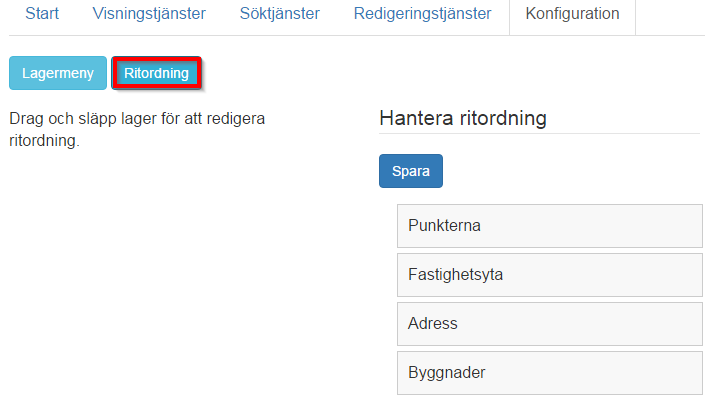 Start Visningstjänster Söktjänster Redigeringstjänster Konfiguration
Lagermeny Ritordning
Drag och släpp lager för att redigera
ritordning.
Hantera ritordning
Spara
Punkterna
Fastighetsyta
Adress
Byggnader